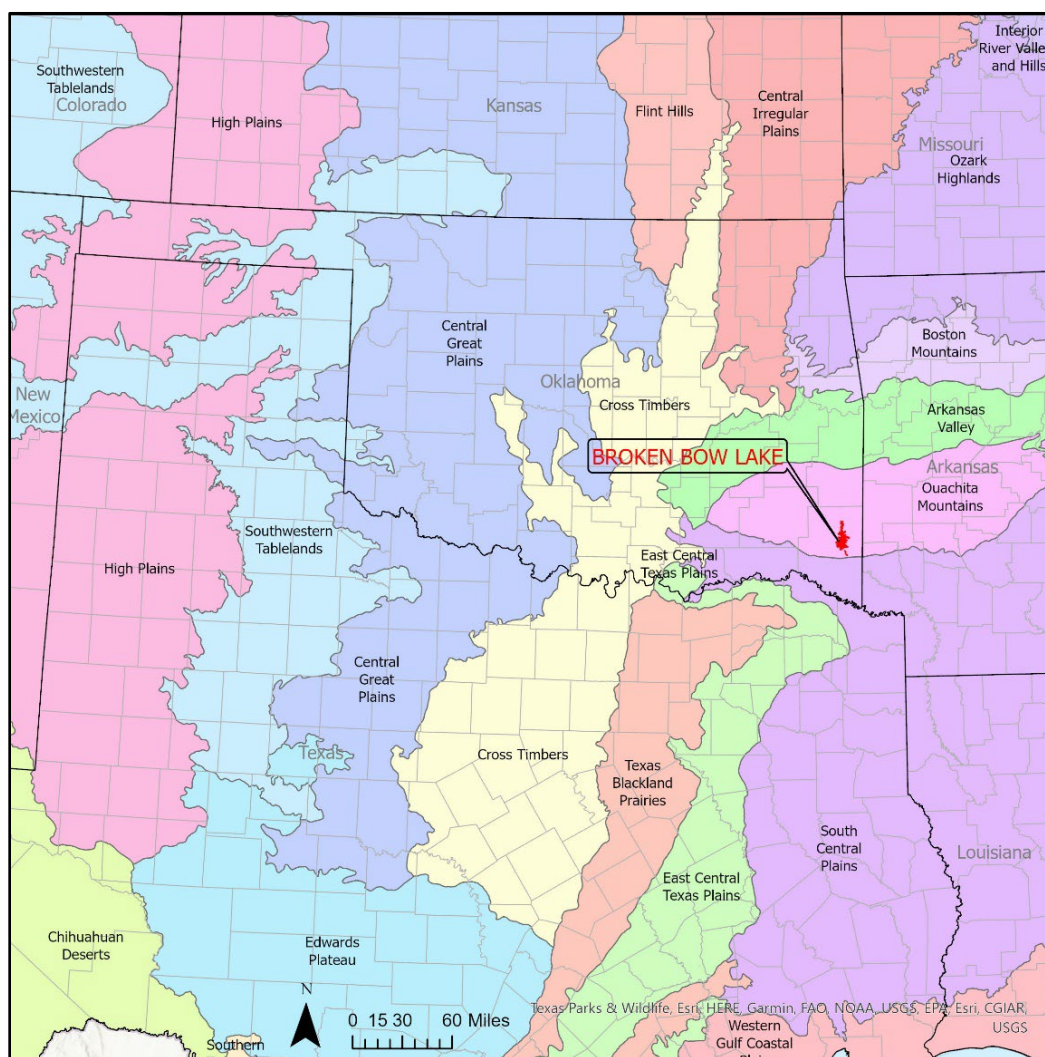 Interior
River Valleys
and Hills
Southwestern
Tablelands
Colorado
High Plains
Kansas
Flint Hills
Central
Irregular
Plains
Missouri
Ozark
Highlands
Central
Great
Plains
Boston
Mountains
New
Mexico
Oklahoma
Cross Timbers
Arkansas
Valley
BROKEN BOW LAKE
Arkansas
Ouachita
Mountains
Southwestern
Tablelands
High Plains
East Central
Texas Plains
Central
Great
Plains
Texas
Cross Timbers
Texas
Blackland
Prairies
South
Central
Plains
Louisiana
East Central
Texas Plains
Chihuahuan
Deserts
Edwards
Plateau
N
0 15 30 60 Miles
Southern
Texas Parks & Wildlife, Esri, HERE, Garmin, FAO, NOAA, USGS, EPA, Esri, CGIAR,
USGS
Western
Gulf Coastal